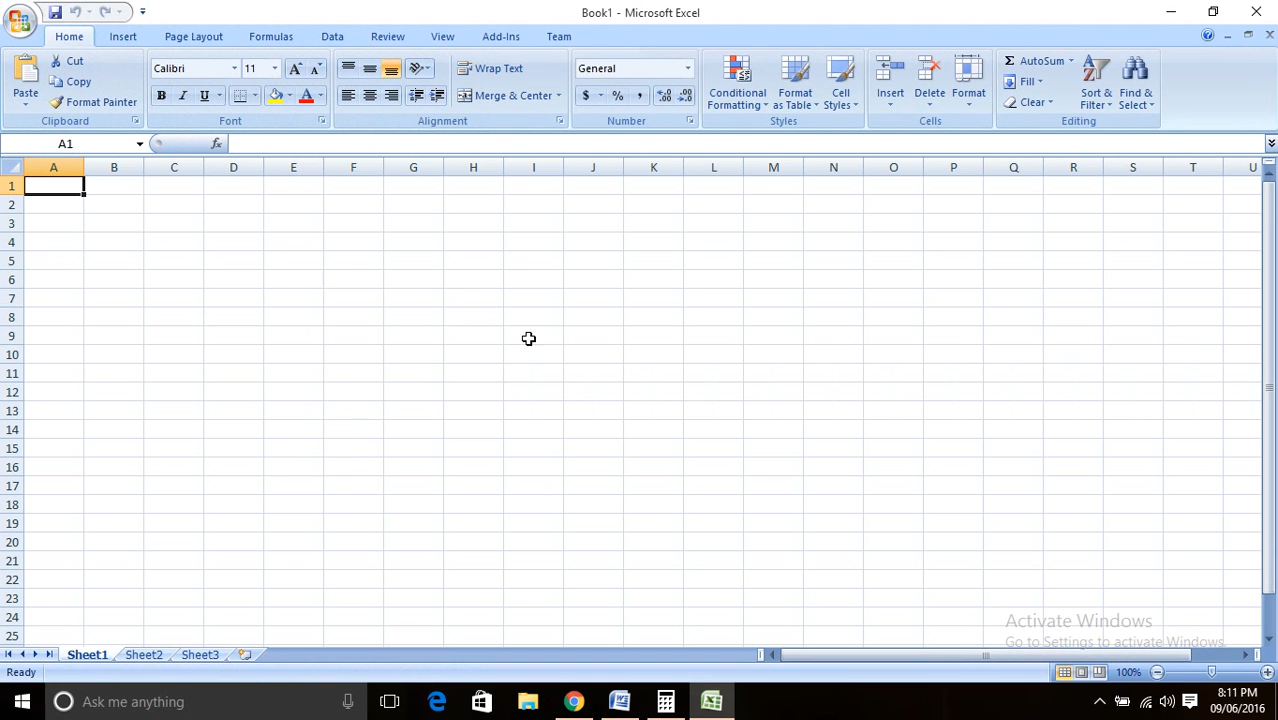 Book1 - Microsoft Excel
Home Insert Page Layout Formulas Data Review View Add-Ins Team
Paste Cut Calibri 11 Wrap Text General Conditional Formatting Format as Table Cell Styles Insert Delete Format AutoSum Sort & Filter Find & Select
Copy Fill
Format Painter B I U Merge & Center $ % , Clear
Clipboard Font Alignment Number Styles Cells Editing
A1 fx
A B C D E F G H I J K L M N O P Q R S T U
1
2
3
4
5
6
7
8
9
10
11
12
13
14
15
16
17
18
19
20
21
22
23
24
25
Activate Windows
Go to Settings to activate Windows.
Sheet1 Sheet2 Sheet3
Ready 100%
Ask me anything 8:11 PM
09/06/2016